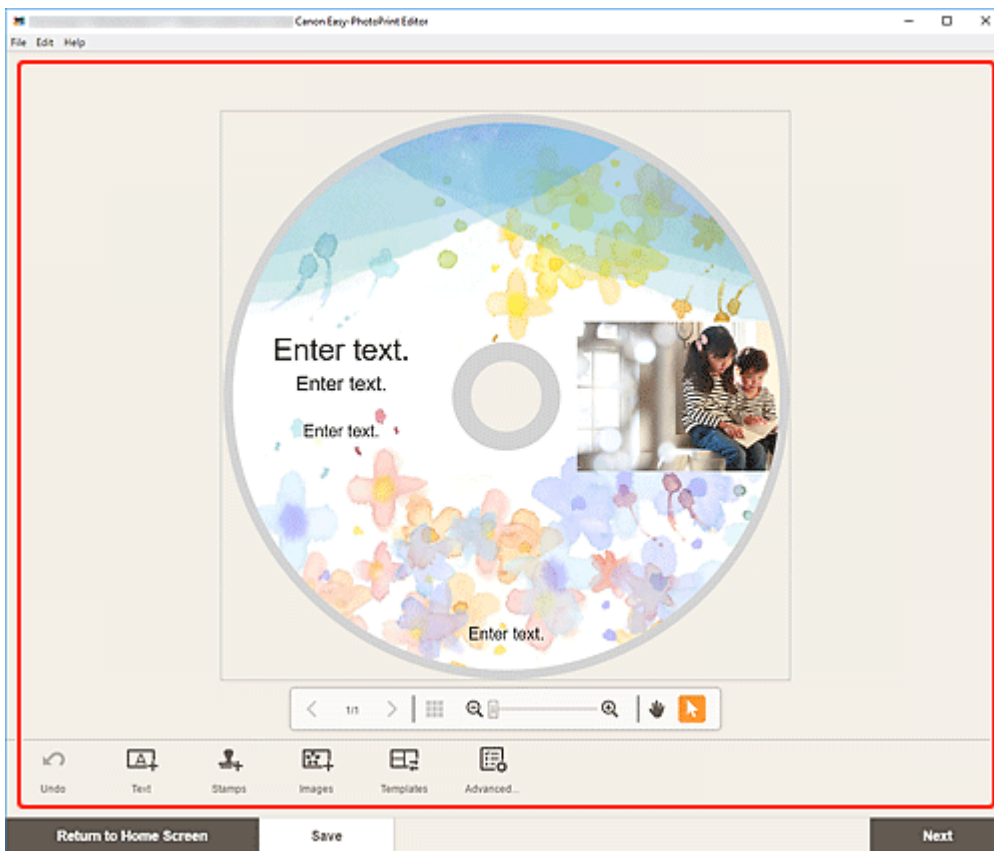 Canon Easy-PhotoPrint Editor
File Edit Help
Enter text.
Enter text.
Enter text.
Enter text.
1/1
Undo Text Stamps Images Templates Advanced...
Return to Home Screen Save Next